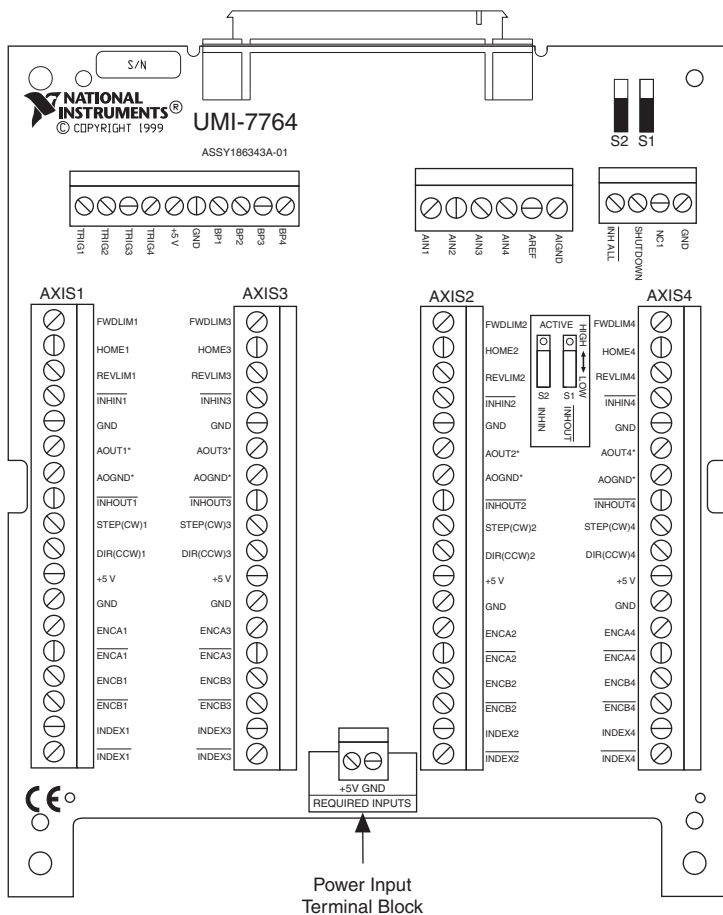 S/N
NATIONAL
INSTRUMENTS®
© COPYRIGHT 1999
UMI-7764
ASSY186343A-01
S2 S1
TRIG1 TRIG2 TRIG3 TRIG4 +5 V GND BP1 BP2 BP3 BP4
AIN1 AIN2 AIN3 AIN4 AREF AIGND
INH ALL SHUTDOWN NC1 GND
AXIS1
FWDLIM1
HOME1
REVLIM1
INHIN1
GND
AOUT1*
AOGND*
INHOUT1
STEP(CW)1
DIR(CCW)1
+5 V
GND
ENCA1
ENCA1
ENCB1
ENCB1
INDEX1
INDEX1
AXIS3
FWDLIM3
HOME3
REVLIM3
INHIN3
GND
AOUT3*
AOGND*
INHOUT3
STEP(CW)3
DIR(CCW)3
+5 V
GND
ENCA3
ENCA3
ENCB3
ENCB3
INDEX3
INDEX3
AXIS2
FWDLIM2
HOME2
REVLIM2
INHIN2
GND
AOUT2*
AOGND*
INHOUT2
STEP(CW)2
DIR(CCW)2
+5 V
GND
ENCA2
ENCA2
ENCB2
ENCB2
INDEX2
INDEX2
ACTIVE
HIGH
LOW
S2 S1
INHIN INHOUT
AXIS4
FWDLIM4
HOME4
REVLIM4
INHIN4
GND
AOUT4*
AOGND*
INHOUT4
STEP(CW)4
DIR(CCW)4
+5 V
GND
ENCA4
ENCA4
ENCB4
ENCB4
INDEX4
INDEX4
+5V GND
REQUIRED INPUTS
CE
Power Input
Terminal Block